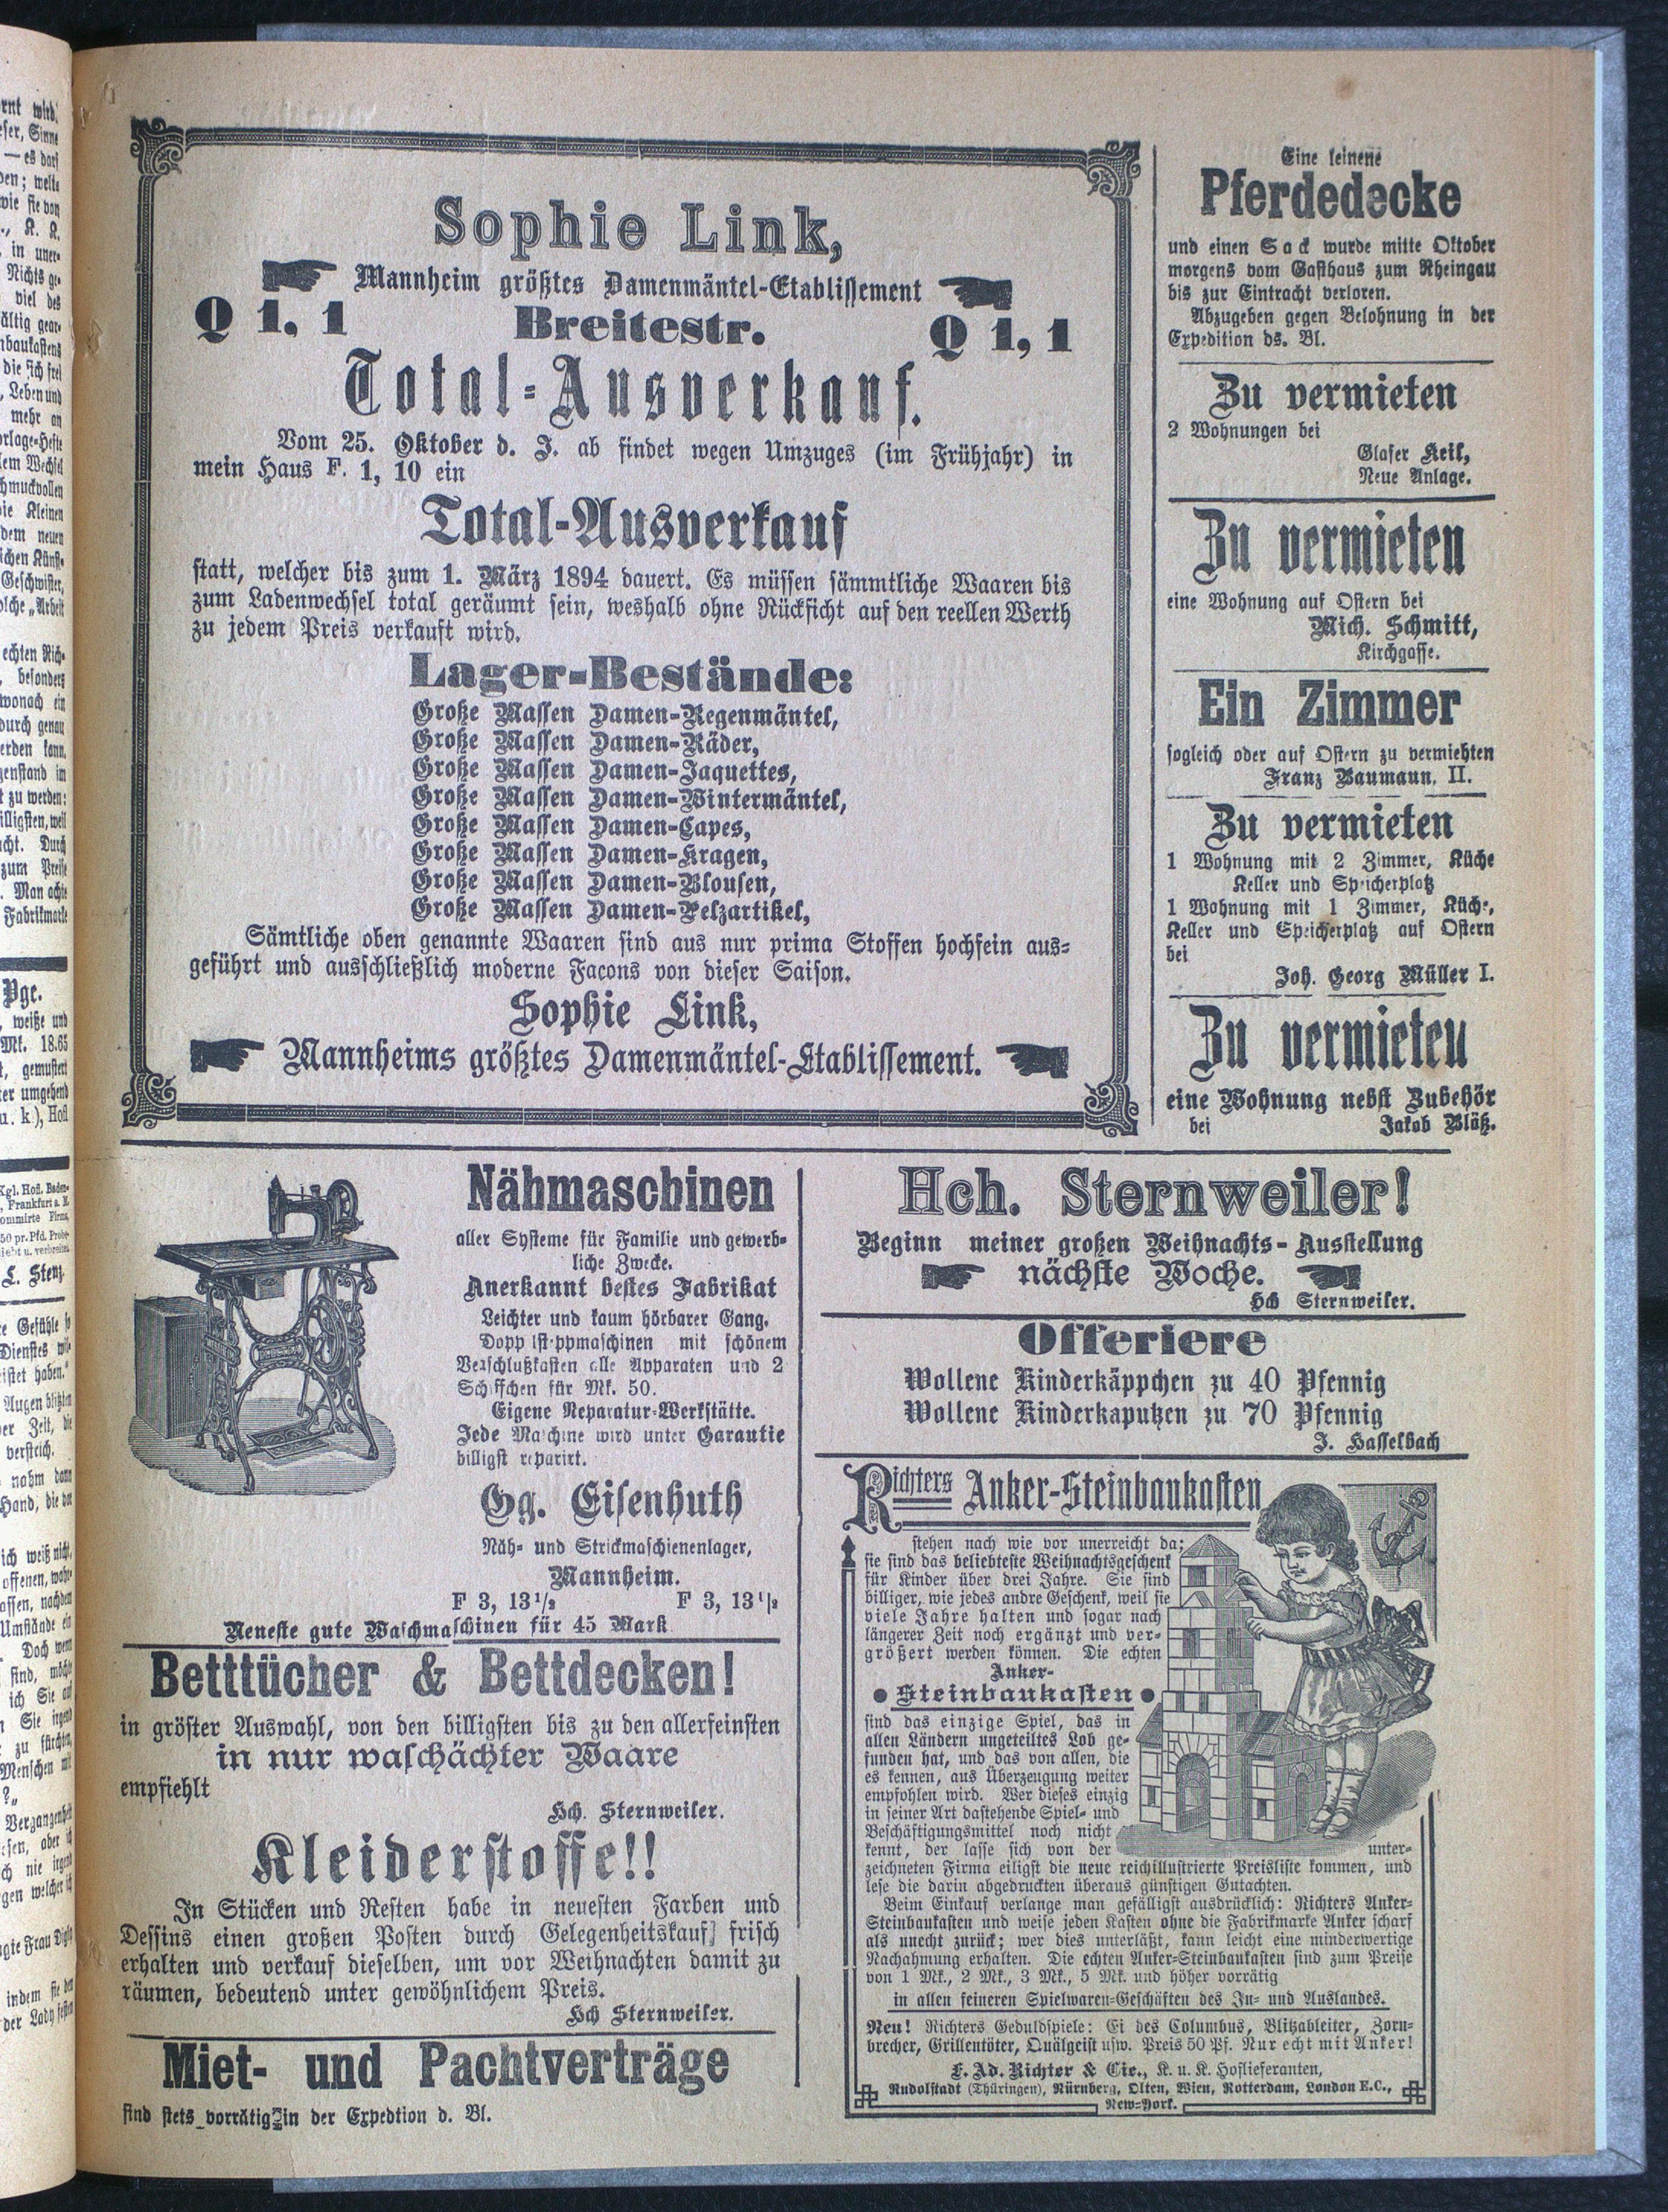 Sophie Link,
Mannheim größtes Damenmäntel-Etablissement
Q 1, 1 Breitestr. Q 1, 1
Total-Ausverkauf.
Vom 25. Oktober d. J. ab findet wegen Umzuges (im Frühjahr) in
mein Haus F. 1, 10 ein
Total-Ausverkauf
statt, welcher bis zum 1. März 1894 dauert. Es müssen sämmtliche Waaren bis
zum Ladenwechsel total geräumt sein, weshalb ohne Rücksicht auf den reellen Werth
zu jedem Preis verkauft wird.
Lager-Bestände:
Große Massen Damen-Regenmäntel,
Große Massen Damen-Räder,
Große Massen Damen-Jaquettes,
Große Massen Damen-Wintermäntel,
Große Massen Damen-Capes,
Große Massen Damen-Kragen,
Große Massen Damen-Blousen,
Große Massen Damen-Pelzartikel,
Sämtliche oben genannte Waaren sind aus nur prima Stoffen hochfein aus-
geführt und ausschließlich moderne Façons von dieser Saison.
Sophie Link,
Mannheims größtes Damenmäntel-Etablissement.
Eine leinene
Pferdedecke
und einen Sack wurde mitte Oktober
morgens vom Gasthaus zum Rheingau
bis zur Eintracht verloren.
Abzugeben gegen Belohnung in der
Expedition ds. Bl.
Zu vermieten
2 Wohnungen bei
Glaser Keil,
Neue Anlage.
Zu vermieten
eine Wohnung auf Ostern bei
Mich. Schmitt,
Kirchgasse.
Ein Zimmer
sogleich oder auf Ostern zu vermiehten
Franz Baumann, II.
Zu vermieten
1 Wohnung mit 2 Zimmer, Küche
Keller und Speicherplatz
1 Wohnung mit 1 Zimmer, Küche,
Keller und Speicherplatz auf Ostern
bei
Joh. Georg Müller I.
Zu vermieten
eine Wohnung nebst Zubehör
bei Jakob Bläß.
Nähmaschinen
aller Systeme für Familie und gewerb-
liche Zwecke.
Anerkannt bestes Fabrikat
Leichter und kaum hörbarer Gang.
Doppelsteppmaschinen mit schönem
Verschlußkasten alle Apparaten und 2
Schiffchen für Mk. 50.
Eigene Reparatur-Werkstätte.
Jede Maschine wird unter Garantie
billigst reparirt.
Gg. Eisenhuth
Näh- und Strickmaschienenlager,
Mannheim.
F 3, 13½ F 3, 13½
Neueste gute Waschmaschinen für 45 Mark
Betttücher & Bettdecken!
in gröster Auswahl, von den billigsten bis zu den allerfeinsten
in nur waschächter Waare
empfiehlt
Hch. Sternweiler.
Kleiderstoffe!!
In Stücken und Resten habe in neuesten Farben und
Dessins einen großen Posten durch Gelegenheitskauf frisch
erhalten und verkauf dieselben, um vor Weihnachten damit zu
räumen, bedeutend unter gewöhnlichem Preis.
Hch Sternweiler.
Miet- und Pachtverträge
sind stets vorrätig in der Expedtion d. Bl.
Hch. Sternweiler!
Beginn meiner großen Weihnachts-Ausstellung
nächste Woche.
Hch Sternweiler.
Offeriere
Wollene Kinderkäppchen zu 40 Pfennig
Wollene Kinderkaputzen zu 70 Pfennig
J. Hasselbach
Richters Anker-Steinbaukasten
stehen nach wie vor unerreicht da;
sie sind das beliebteste Weihnachtsgeschenk
für Kinder über drei Jahre. Sie sind
billiger, wie jedes andre Geschenk, weil sie
viele Jahre halten und sogar nach
längerer Zeit noch ergänzt und ver-
größert werden können. Die echten
Anker-
Steinbaukasten
sind das einzige Spiel, das in
allen Ländern ungeteiltes Lob ge-
funden hat, und das von allen, die
es kennen, aus Überzeugung weiter
empfohlen wird. Wer dieses einzig
in seiner Art dastehende Spiel- und
Beschäftigungsmittel noch nicht
kennt, der lasse sich von der unter-
zeichneten Firma eiligst die neue reichillustrierte Preisliste kommen, und
lese die darin abgedruckten überaus günstigen Gutachten.
Beim Einkauf verlange man gefälligst ausdrücklich: Richters Anker-
Steinbaukasten und weise jeden Kasten ohne die Fabrikmarke Anker scharf
als unecht zurück; wer dies unterläßt, kann leicht eine minderwertige
Nachahmung erhalten. Die echten Anker-Steinbaukasten sind zum Preise
von 1 Mk., 2 Mk., 3 Mk., 5 Mk. und höher vorrätig
in allen feineren Spielwaren-Geschäften des In- und Auslandes.
Neu! Richters Geduldspiele: Ei des Columbus, Blitzableiter, Zorn-
brecher, Grillentöter, Quälgeist usw. Preis 50 Pf. Nur echt mit Anker!
F. Ad. Richter & Cie., K. u. K. Hoflieferanten,
Rudolstadt (Thüringen), Nürnberg, Olten, Wien, Rotterdam, London E.C.,
New-York.